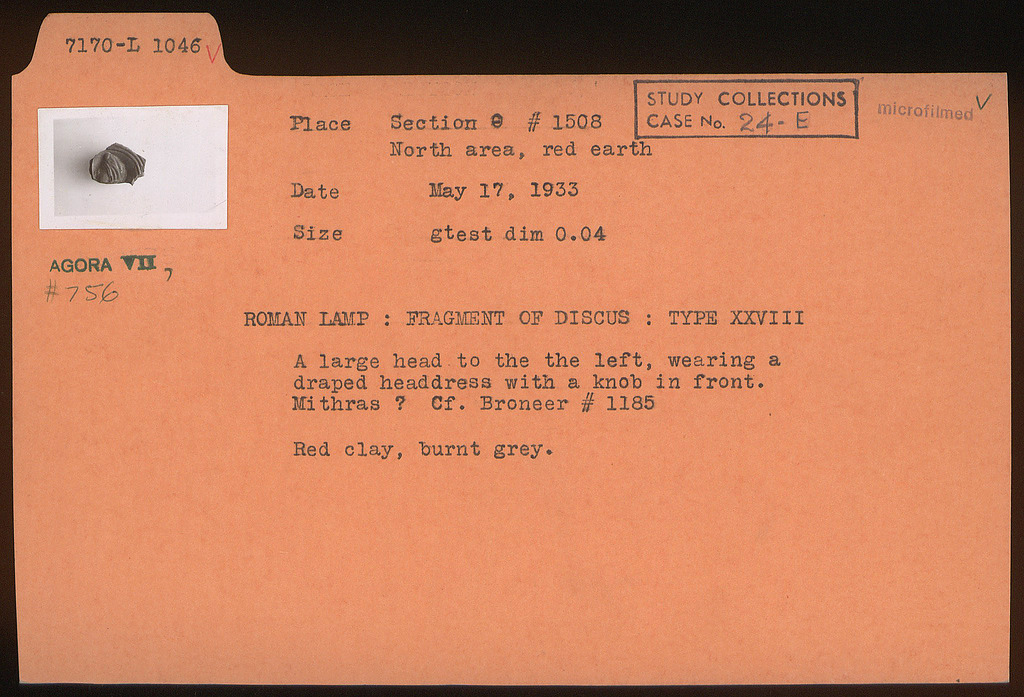 7170-L 1046 V
STUDY COLLECTIONS
CASE No. 24-E
microfilmed V
Place Section Θ # 1508
North area, red earth
Date May 17, 1933
Size gtest dim 0.04
AGORA VII,
#756
ROMAN LAMP : FRAGMENT OF DISCUS : TYPE XXVIII
A large head to the the left, wearing a
draped headdress with a knob in front.
Mithras ? Cf. Broneer # 1185
Red clay, burnt grey.